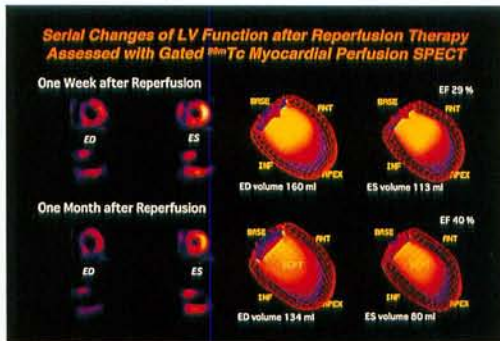 Serial Changes of LV Function after Reperfusion Therapy
Assessed with Gated ⁹⁹ᵐTc Myocardial Perfusion SPECT
One Week after Reperfusion
EF 29 %
BASE ANT BASE ANT
ED ES
INF APEX INF APEX
ED volume 160 ml ES volume 113 ml
One Month after Reperfusion
EF 40 %
BASE ANT BASE ANT
ED ES
SEPT
INF APEX INF APEX
ED volume 134 ml ES volume 80 ml